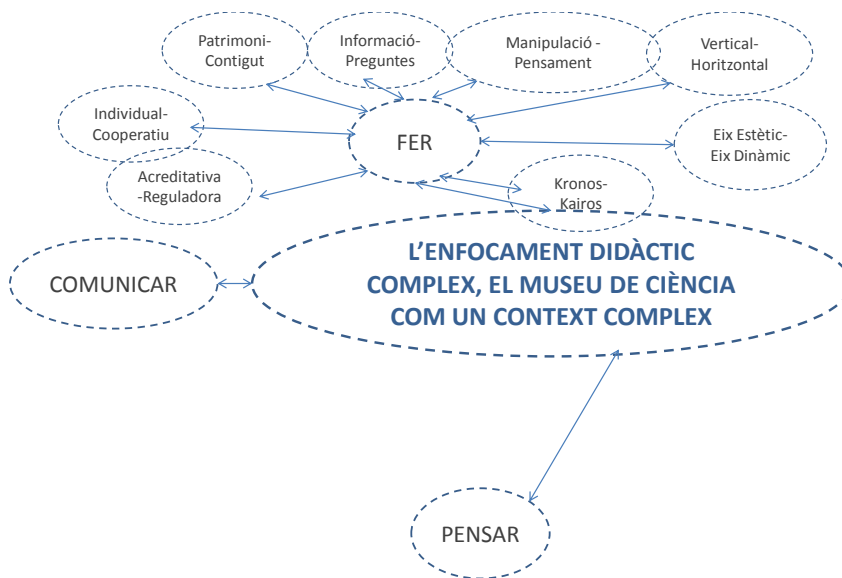 Patrimoni-
Contigut
Informació-
Preguntes
Manipulació -
Pensament
Vertical-
Horitzontal
Individual-
Cooperatiu
FER
Eix Estètic-
Eix Dinàmic
Acreditativa
-Reguladora
Kronos-
Kairos
L’ENFOCAMENT DIDÀCTIC
COMPLEX, EL MUSEU DE CIÈNCIA
COM UN CONTEXT COMPLEX
COMUNICAR
PENSAR